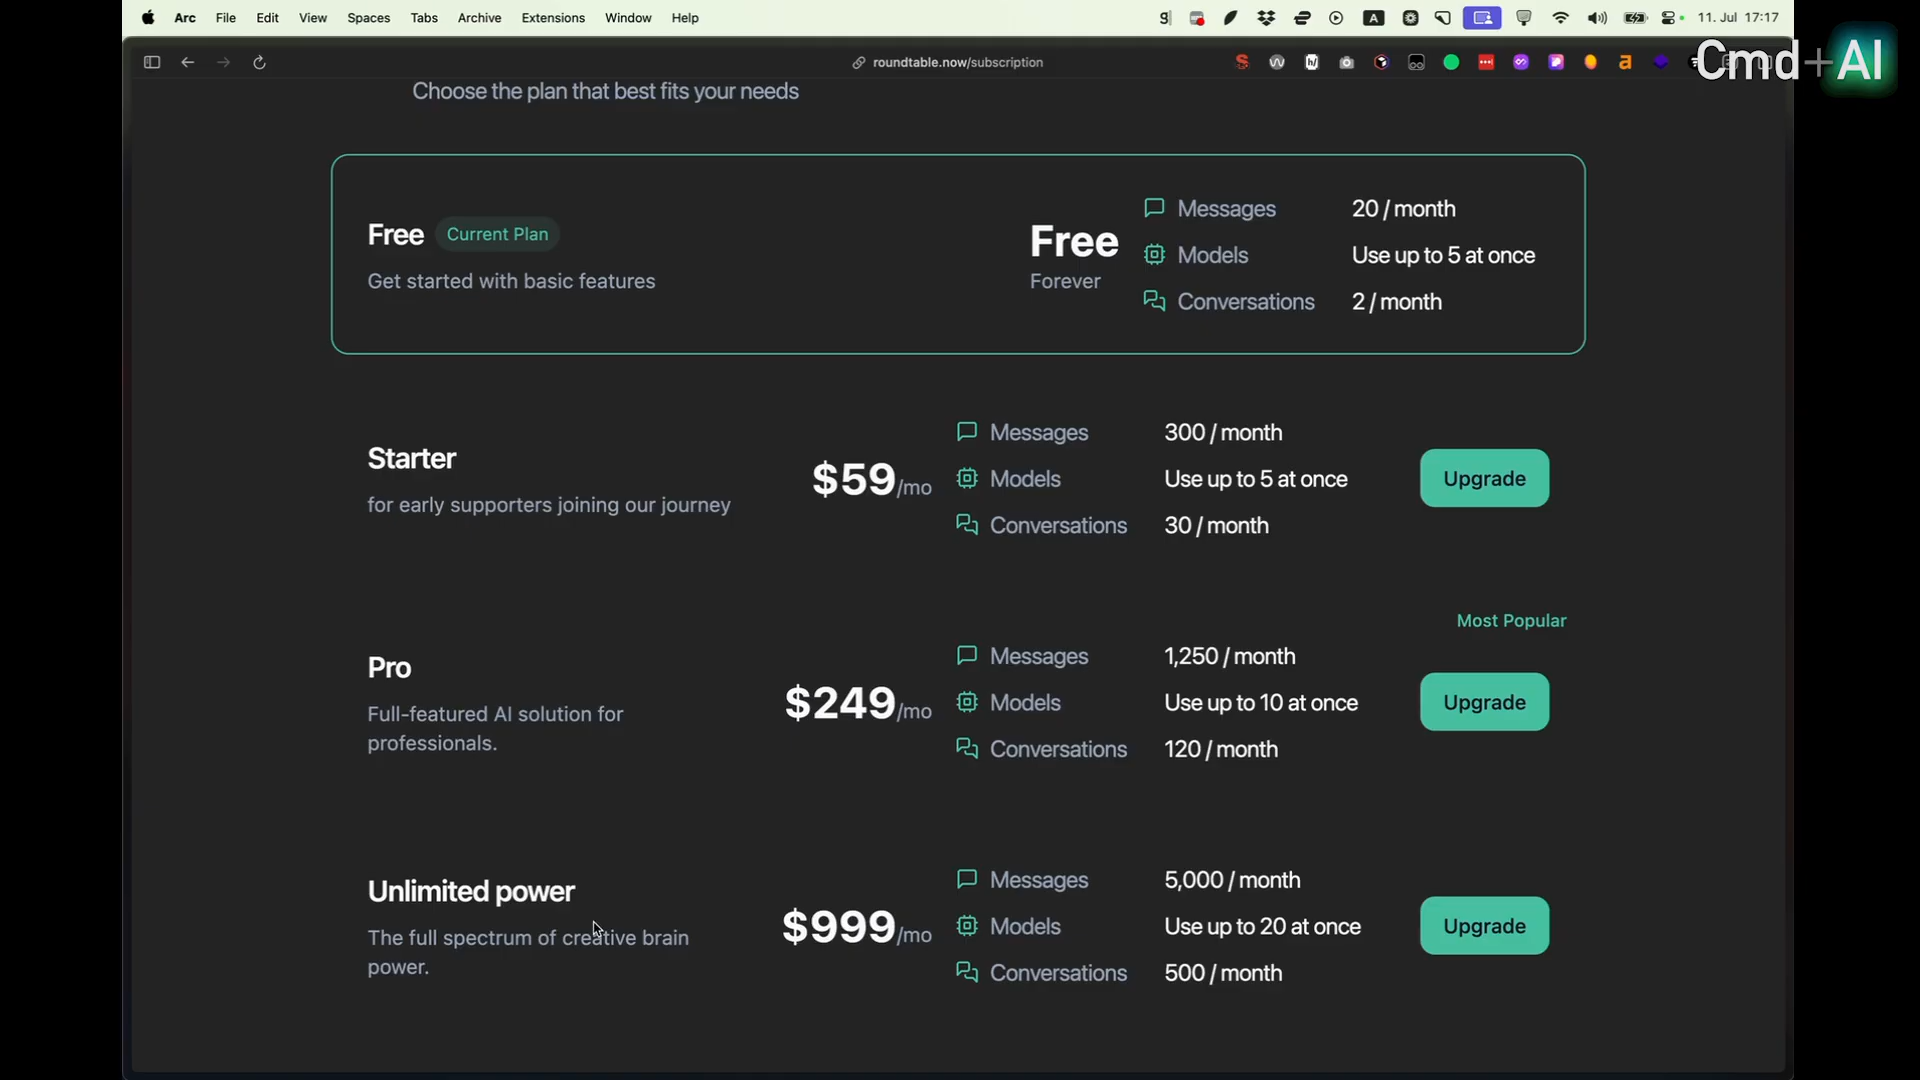 Arc File Edit View Spaces Tabs Archive Extensions Window Help
A
11. Jul 17:17
roundtable.now/subscription
Cmd+AI
Choose the plan that best fits your needs
Free Current Plan
Get started with basic features
Free
Forever
Messages 20 / month
Models Use up to 5 at once
Conversations 2 / month
Starter
for early supporters joining our journey
$59/mo
Messages 300 / month
Models Use up to 5 at once
Conversations 30 / month
Upgrade
Most Popular
Pro
Full-featured AI solution for
professionals.
$249/mo
Messages 1,250 / month
Models Use up to 10 at once
Conversations 120 / month
Upgrade
Unlimited power
The full spectrum of creative brain
power.
$999/mo
Messages 5,000 / month
Models Use up to 20 at once
Conversations 500 / month
Upgrade